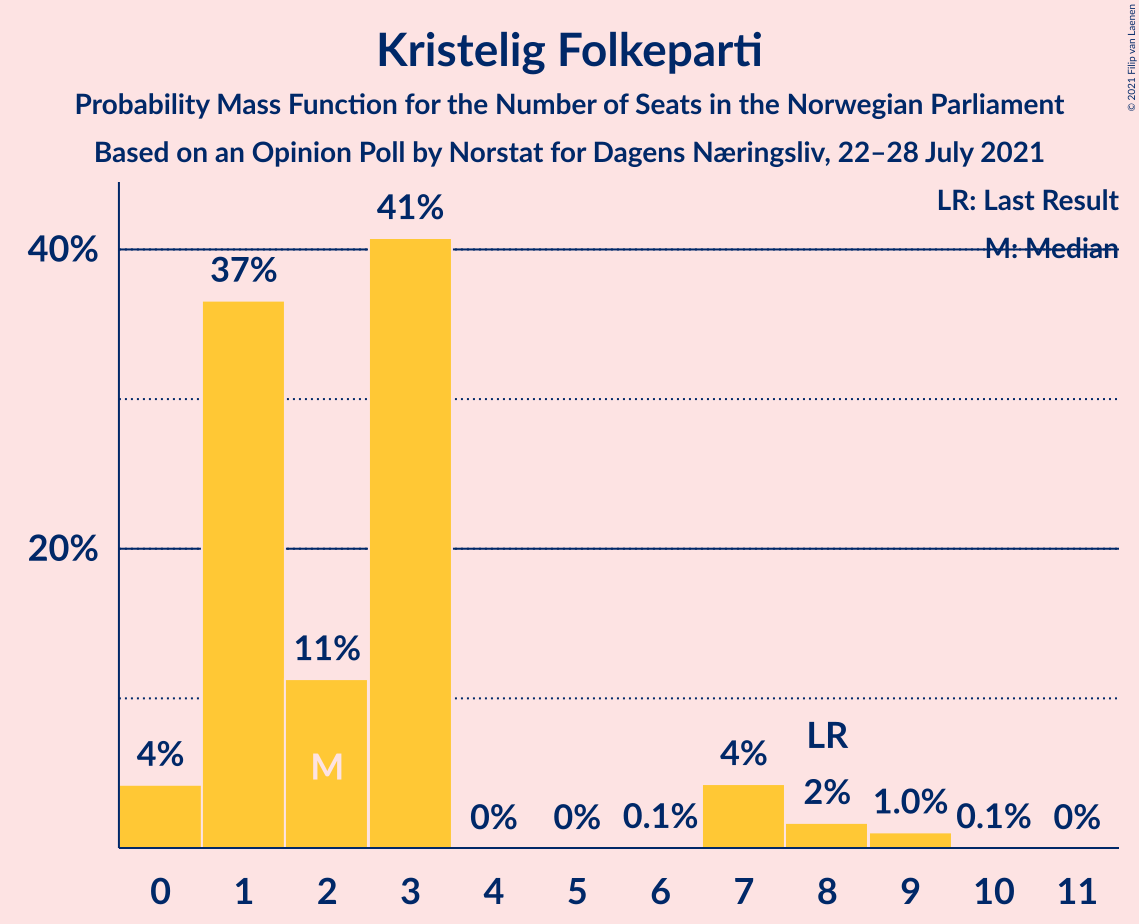 © 2021 Filip van Laenen
Kristelig Folkeparti
Probability Mass Function for the Number of Seats in the Norwegian Parliament
Based on an Opinion Poll by Norstat for Dagens Næringsliv, 22–28 July 2021
LR: Last Result
M: Median
40%
20%
4%
37%
11%
M
41%
0%
0%
0.1%
4%
LR
2%
1.0%
0.1%
0%
0 1 2 3 4 5 6 7 8 9 10 11